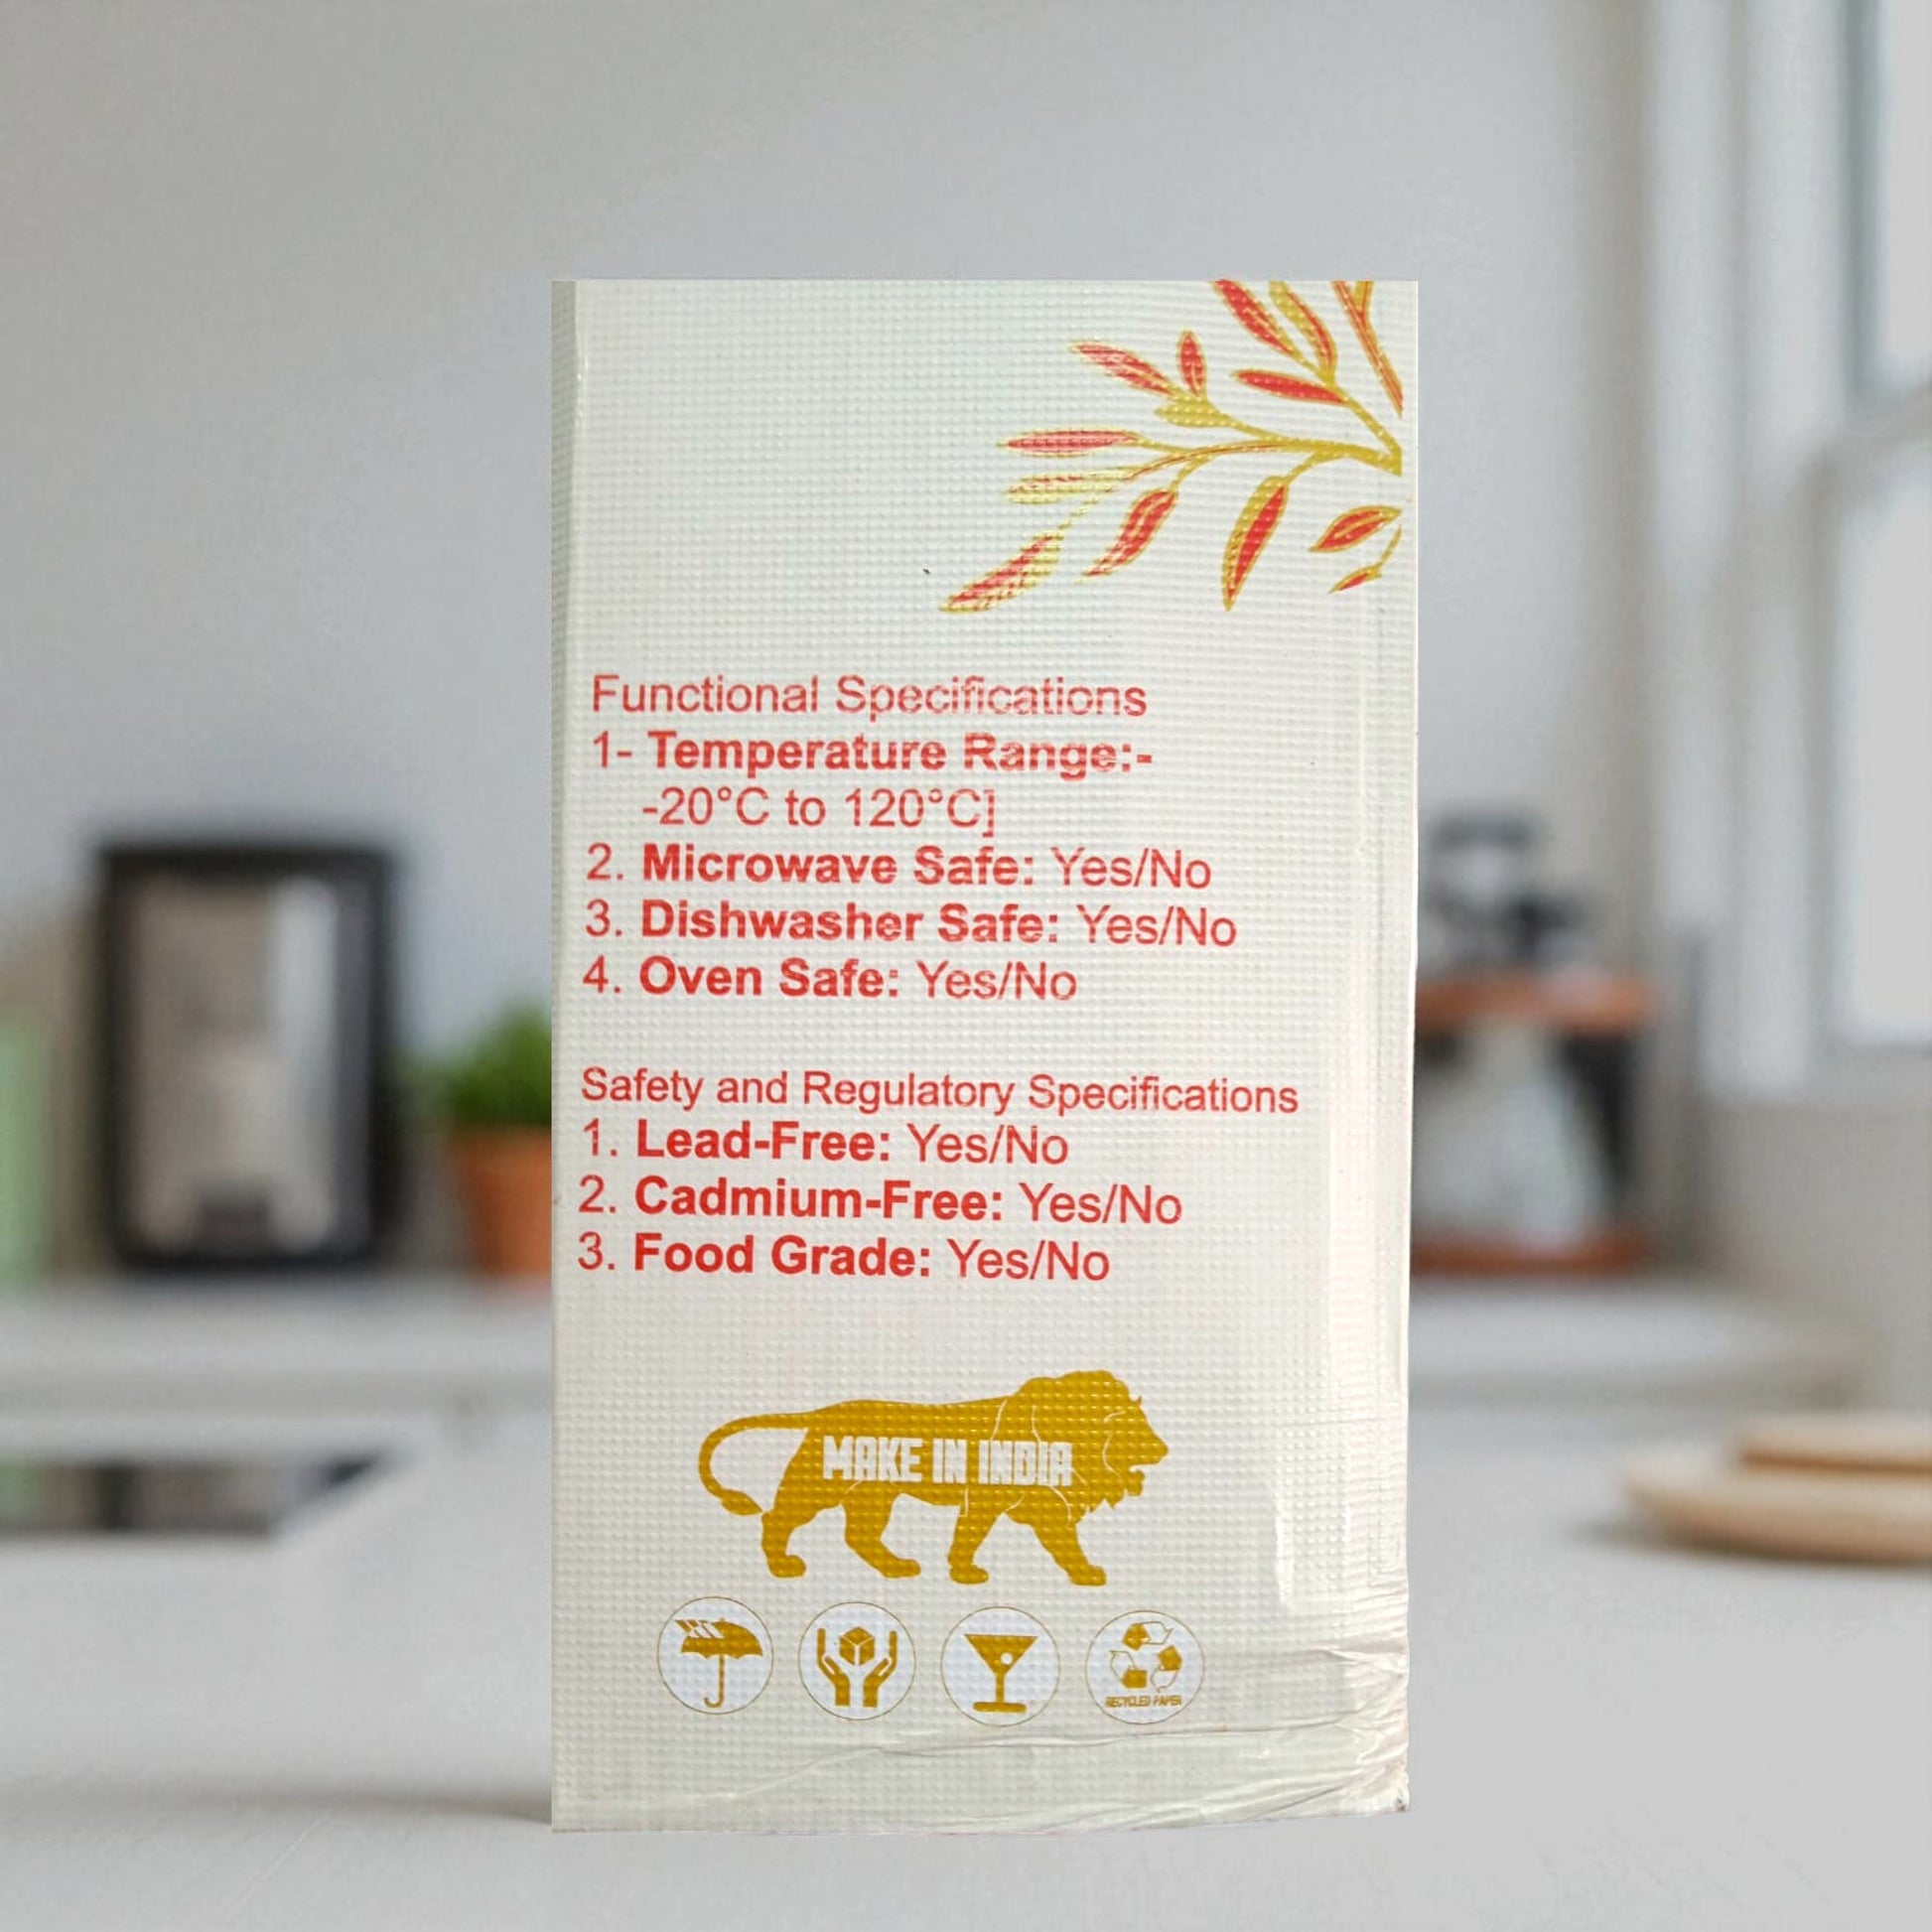 Functional Specifications
1- Temperature Range:-
-20°C to 120°C]
2. Microwave Safe: Yes/No
3. Dishwasher Safe: Yes/No
4. Oven Safe: Yes/No
Safety and Regulatory Specifications
1. Lead-Free: Yes/No
2. Cadmium-Free: Yes/No
3. Food Grade: Yes/No
MAKE IN INDIA
RECYCLED PAPER